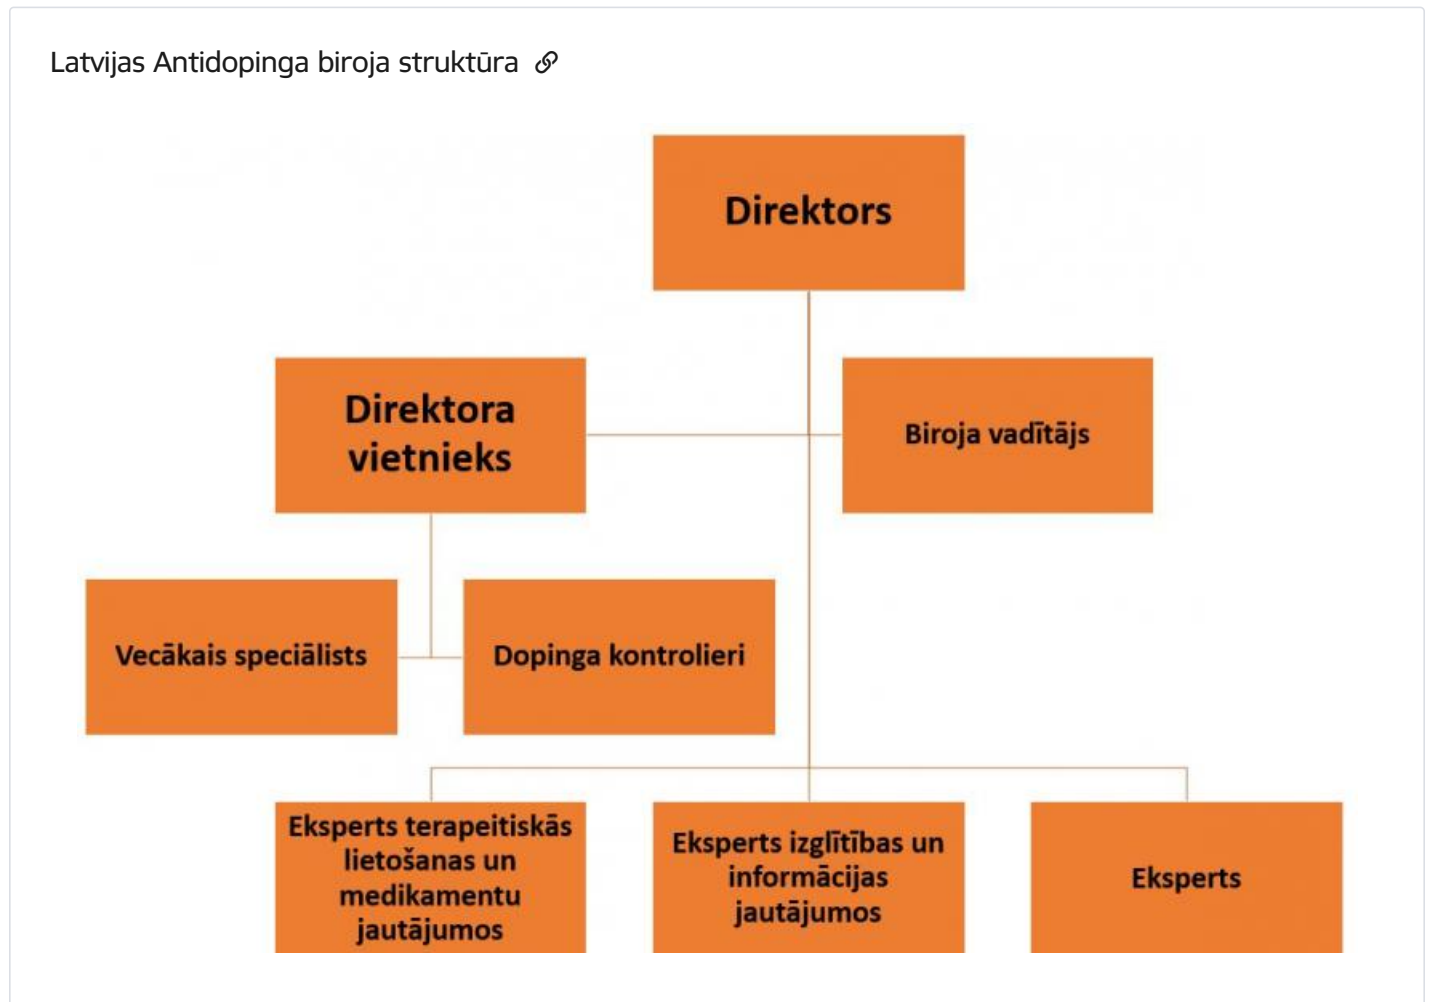 Latvijas Antidopinga biroja struktūra
Direktors
Direktora
vietnieks
Biroja vadītājs
Vecākais speciālists
Dopinga kontrolieri
Eksperts terapeitiskās
lietošanas un
medikamentu
jautājumos
Eksperts izglītības un
informācijas
jautājumos
Eksperts